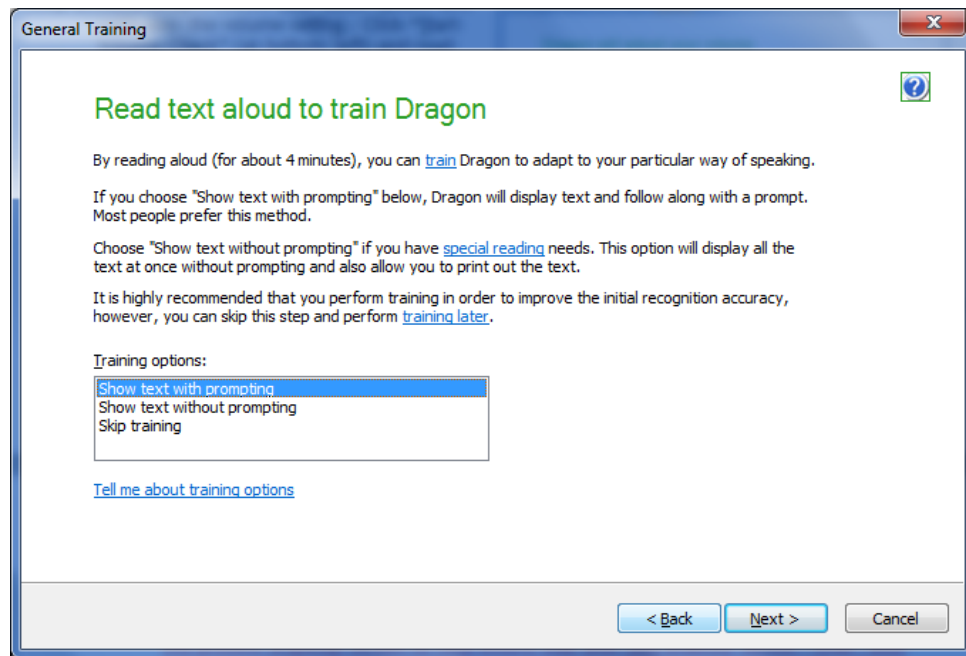 General Training
Read text aloud to train Dragon
By reading aloud (for about 4 minutes), you can train Dragon to adapt to your particular way of speaking.
If you choose "Show text with prompting" below, Dragon will display text and follow along with a prompt.
Most people prefer this method.
Choose "Show text without prompting" if you have special reading needs. This option will display all the
text at once without prompting and also allow you to print out the text.
It is highly recommended that you perform training in order to improve the initial recognition accuracy,
however, you can skip this step and perform training later.
Training options:
Show text with prompting
Show text without prompting
Skip training
Tell me about training options
< Back Next > Cancel